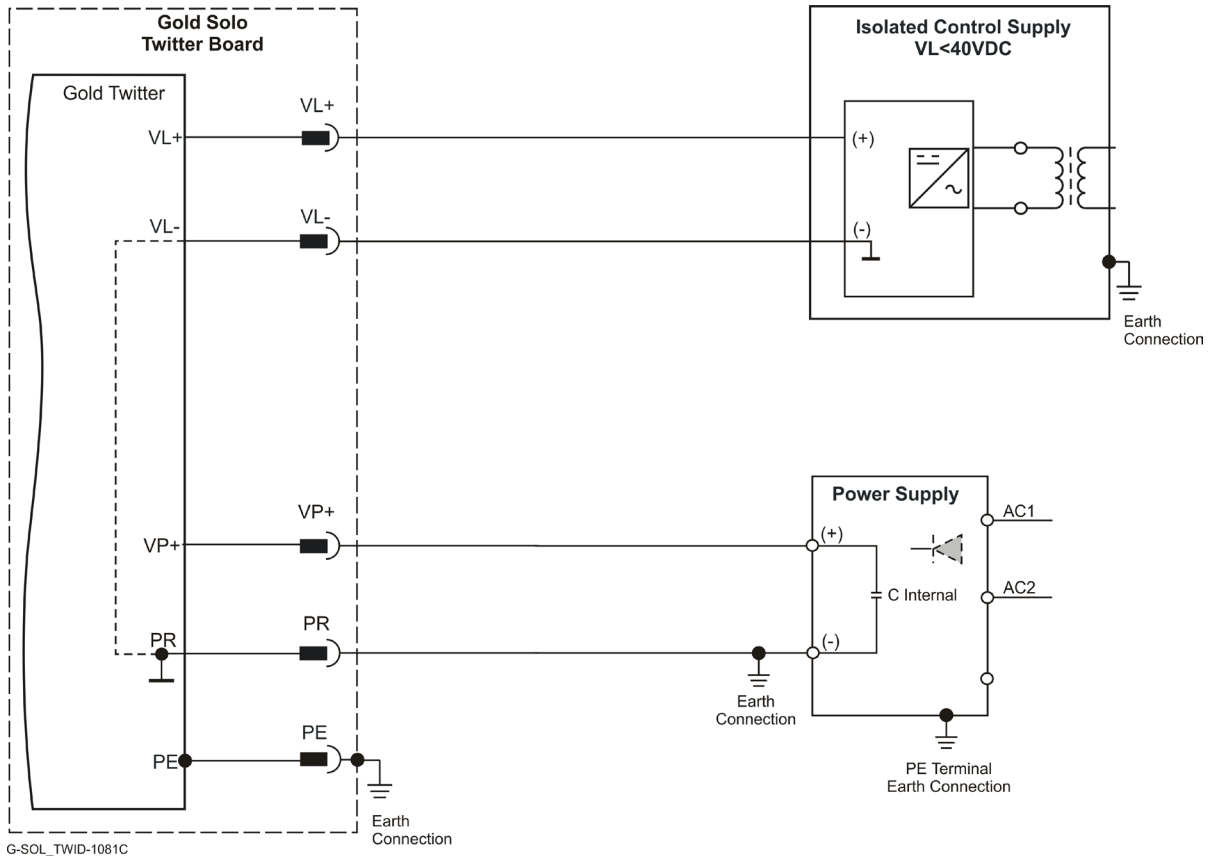 Gold Solo
Twitter Board
Isolated Control Supply
VL<40VDC
Gold Twitter
VL+
VL+
(+)
VL-
VL-
(-)
Earth
Connection
Power Supply
VP+
VP+
(+)
AC1
C Internal
AC2
PR
PR
(-)
Earth
Connection
PE
PE
PE Terminal
Earth Connection
Earth
Connection
G-SOL_TWID-1081C